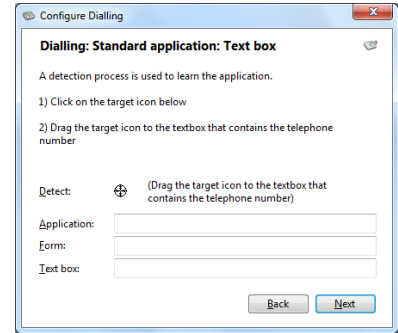 Configure Dialling
Dialling: Standard application: Text box
A detection process is used to learn the application.
1) Click on the target icon below
2) Drag the target icon to the textbox that contains the telephone
number
Detect:
(Drag the target icon to the textbox that
contains the telephone number)
Application:
Form:
Text box:
Back Next